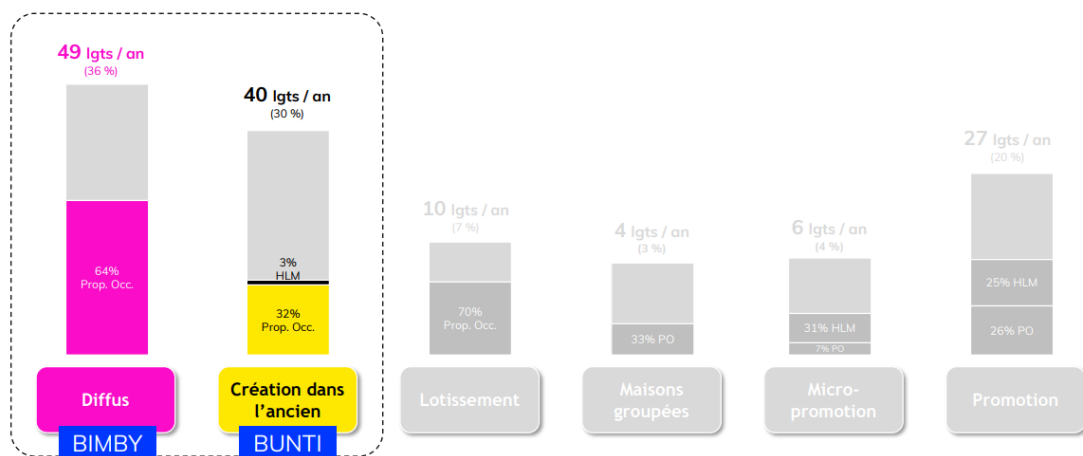 49 lgts / an
(36 %)
64%
Prop. Occ.
Diffus
BIMBY
40 lgts / an
(30 %)
3%
HLM
32%
Prop. Occ.
Création dans
l'ancien
BUNTI
10 lgts / an
(7 %)
70%
Prop. Occ.
Lotissement
4 lgts / an
(3 %)
33% PO
Maisons
groupées
6 lgts / an
(4 %)
31% HLM
7% PO
Micro-
promotion
27 lgts / an
(20 %)
25% HLM
26% PO
Promotion